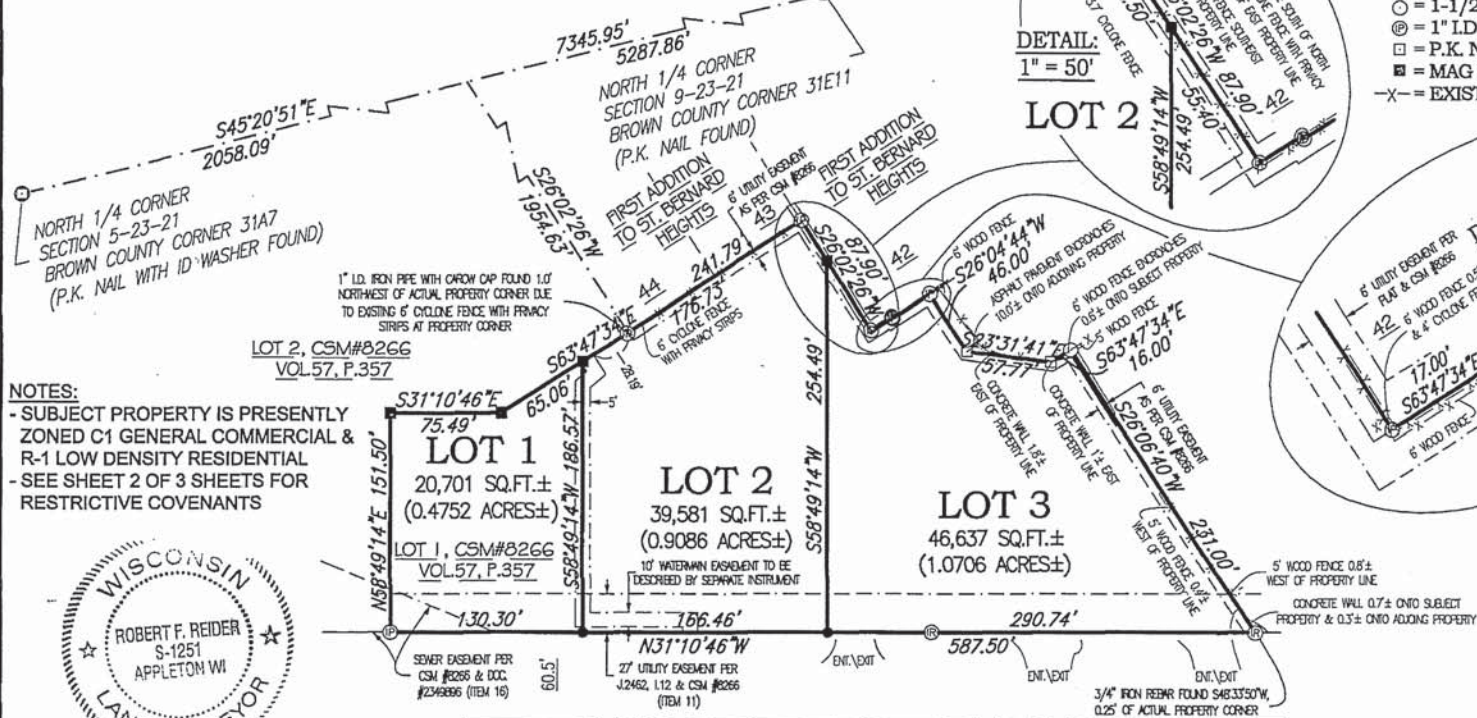 7345.95'
5287.86'
S45°20'51"E
2058.09'
NORTH 1/4 CORNER
SECTION 5-23-21
BROWN COUNTY CORNER 31A7
(P.K. NAIL WITH ID WASHER FOUND)
NORTH 1/4 CORNER
SECTION 9-23-21
BROWN COUNTY CORNER 31E11
(P.K. NAIL FOUND)
S26°02'26"W
1954.63'
FIRST ADDITION
TO ST. BERNARD
HEIGHTS
6' UTILITY EASEMENT
AS PER CSM #8266
43
FIRST ADDITION
TO ST. BERNARD
HEIGHTS
DETAIL:
1" = 50'
LOT 2
S58°49'14"W
254.49'
55.40'
87.90'
42
37 CYCLONE FENCE
= 1-1/2
= 1" I.D
= P.K. N
= MAG
-X-= EXIST
1" I.D. IRON PIPE WITH CAROW CAP FOUND 1.0'
NORTHWEST OF ACTUAL PROPERTY CORNER DUE
TO EXISTING 6' CYCLONE FENCE WITH PRIVACY
STRIPS AT PROPERTY CORNER
44
241.79
176.73'
S63°47'34"E
65.06'
6' CYCLONE FENCE
WITH PRIVACY STRIPS
28.19'
87.90'
S26°02'26"W
42
6' WOOD FENCE
S26°04'44"W
46.00'
ASPHALT PAVEMENT ENCROACHES
10.0'± ONTO ADJOINING PROPERTY
6' WOOD FENCE ENCROACHES
0.6'± ONTO SUBJECT PROPERTY
5' WOOD FENCE
S63°47'34"E
16.00'
S23°31'41"E
57.77'
CONCRETE WALL 1.8'±
EAST OF PROPERTY LINE
CONCRETE WALL 1'± EAST
OF PROPERTY LINE
6' UTILITY EASEMENT
AS PER CSM #8266
S26°06'40"W
231.00'
5' WOOD FENCE 0.4'±
WEST OF PROPERTY LINE
5' WOOD FENCE 0.8'±
WEST OF PROPERTY LINE
CONCRETE WALL 0.7'± ONTO SUBJECT
PROPERTY & 0.3'± ONTO ADJOING PROPERTY
6' UTILITY EASEMENT PER
PLAT & CSM #8266
42
17.00'
S63°47'34"E
6' WOOD FENCE
LOT 2, CSM#8266
VOL.57, P.357
NOTES:
- SUBJECT PROPERTY IS PRESENTLY
ZONED C1 GENERAL COMMERCIAL &
R-1 LOW DENSITY RESIDENTIAL
- SEE SHEET 2 OF 3 SHEETS FOR
RESTRICTIVE COVENANTS
S31°10'46"E
75.49'
N58°49'14"E 151.50'
LOT 1
20,701 SQ.FT.±
(0.4752 ACRES±)
LOT 1, CSM#8266
VOL.57, P.357
S58°49'14"W 186.57'
5'
LOT 2
39,581 SQ.FT.±
(0.9086 ACRES±)
10' WATERMAIN EASEMENT TO BE
DESCRIBED BY SEPARATE INSTRUMENT
254.49'
S58°49'14"W
LOT 3
46,637 SQ.FT.±
(1.0706 ACRES±)
130.30'
166.46'
290.74'
N31°10'46"W
587.50'
SEWER EASEMENT PER
CSM #8266 & DOC.
#2349896 (ITEM 16)
60.5'
27' UTILITY EASEMENT PER
J.2462, I.12 & CSM #8266
(ITEM 11)
ENT.\EXIT
ENT.\EXIT
ENT.\EXIT
3/4" IRON REBAR FOUND S48°33'50"W,
0.25' OF ACTUAL PROPERTY CORNER
WISCONSIN
ROBERT F. REIDER
S-1251
APPLETON WI